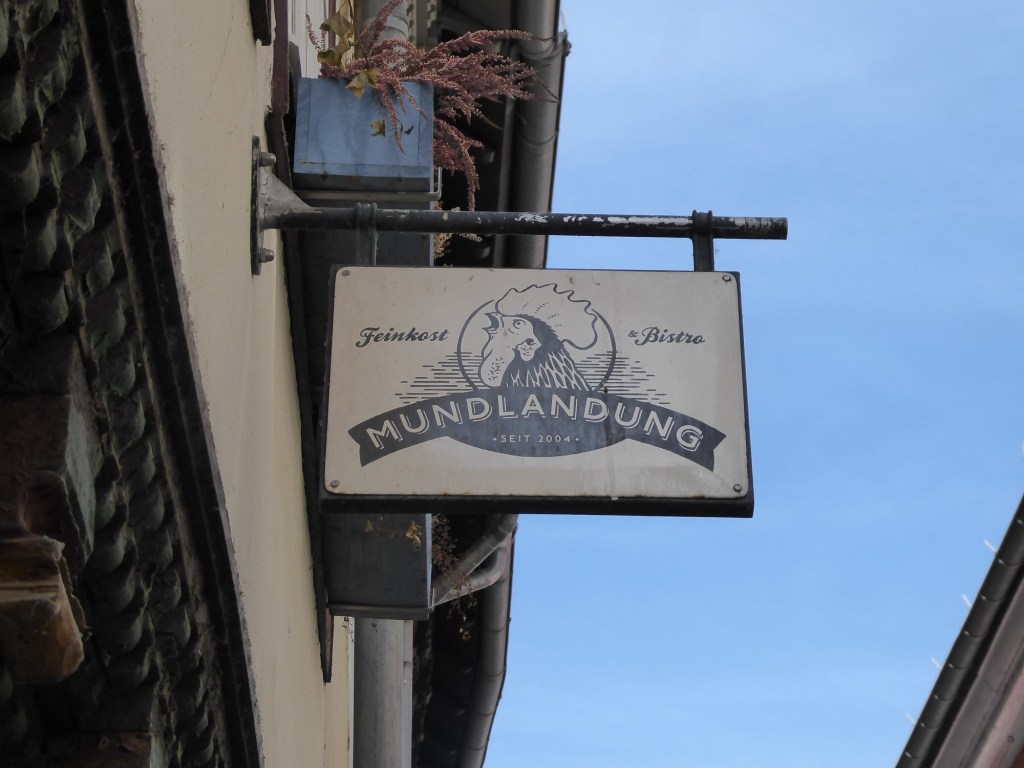 Feinkost & Bistro
MUNDLANDUNG
• SEIT 2004 •